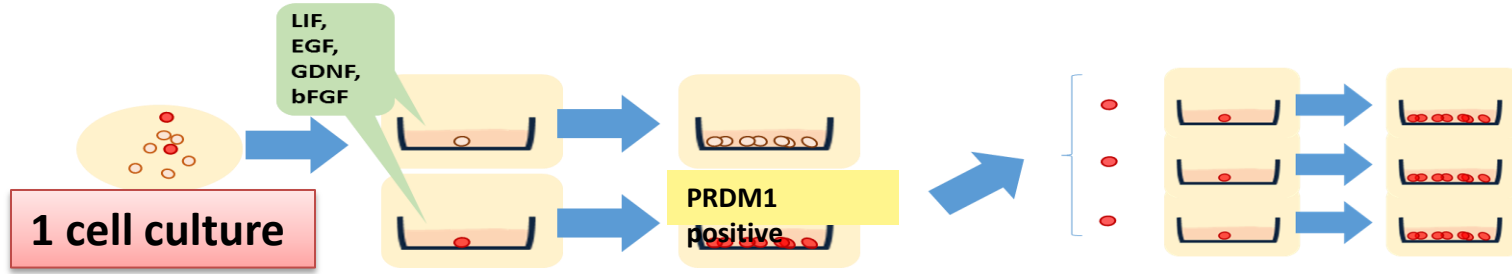 LIF,
EGF,
GDNF,
bFGF
1 cell culture
PRDM1
positive